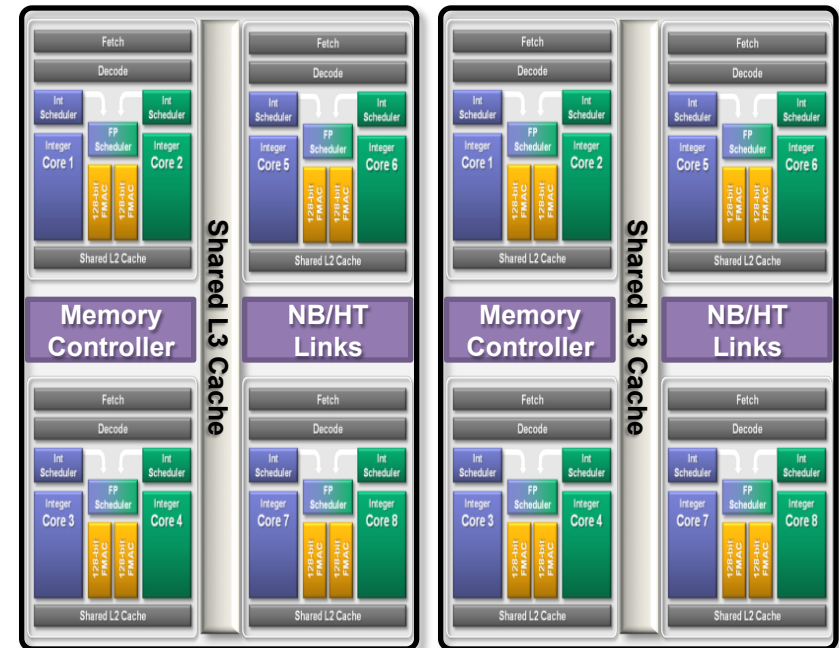 Fetch
Decode
Int
Scheduler
Int
Scheduler
FP
Scheduler
Integer
Core 1
Integer
Core 2
128-bit
FMAC
128-bit
FMAC
Shared L2 Cache
Fetch
Decode
Int
Scheduler
Int
Scheduler
FP
Scheduler
Integer
Core 5
Integer
Core 6
128-bit
FMAC
128-bit
FMAC
Shared L2 Cache
Shared L3 Cache
Memory
Controller
NB/HT
Links
Fetch
Decode
Int
Scheduler
Int
Scheduler
FP
Scheduler
Integer
Core 3
Integer
Core 4
128-bit
FMAC
128-bit
FMAC
Shared L2 Cache
Fetch
Decode
Int
Scheduler
Int
Scheduler
FP
Scheduler
Integer
Core 7
Integer
Core 8
128-bit
FMAC
128-bit
FMAC
Shared L2 Cache
Fetch
Decode
Int
Scheduler
Int
Scheduler
FP
Scheduler
Integer
Core 1
Integer
Core 2
128-bit
FMAC
128-bit
FMAC
Shared L2 Cache
Fetch
Decode
Int
Scheduler
Int
Scheduler
FP
Scheduler
Integer
Core 5
Integer
Core 6
128-bit
FMAC
128-bit
FMAC
Shared L2 Cache
Shared L3 Cache
Memory
Controller
NB/HT
Links
Fetch
Decode
Int
Scheduler
Int
Scheduler
FP
Scheduler
Integer
Core 3
Integer
Core 4
128-bit
FMAC
128-bit
FMAC
Shared L2 Cache
Fetch
Decode
Int
Scheduler
Int
Scheduler
FP
Scheduler
Integer
Core 7
Integer
Core 8
128-bit
FMAC
128-bit
FMAC
Shared L2 Cache